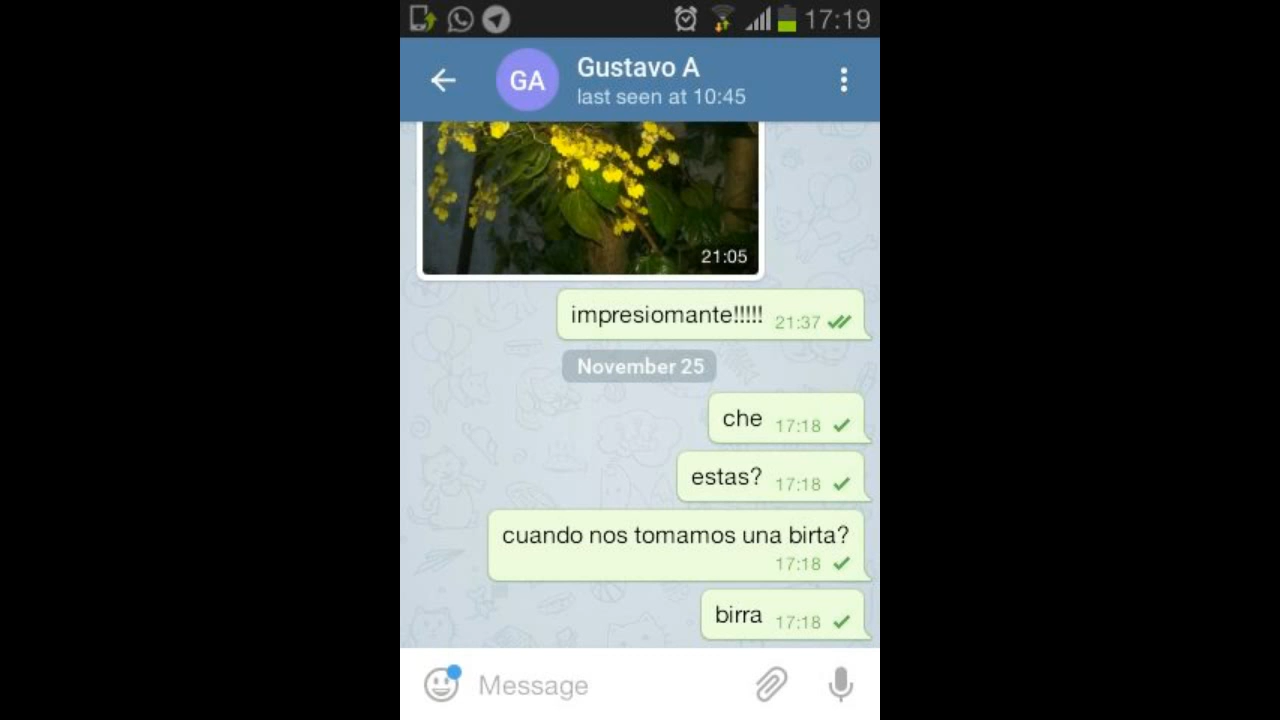 17:19
GA
Gustavo A
last seen at 10:45
21:05
impresiomante!!!!! 21:37
November 25
che 17:18
estas? 17:18
cuando nos tomamos una birta?
17:18
birra 17:18
Message